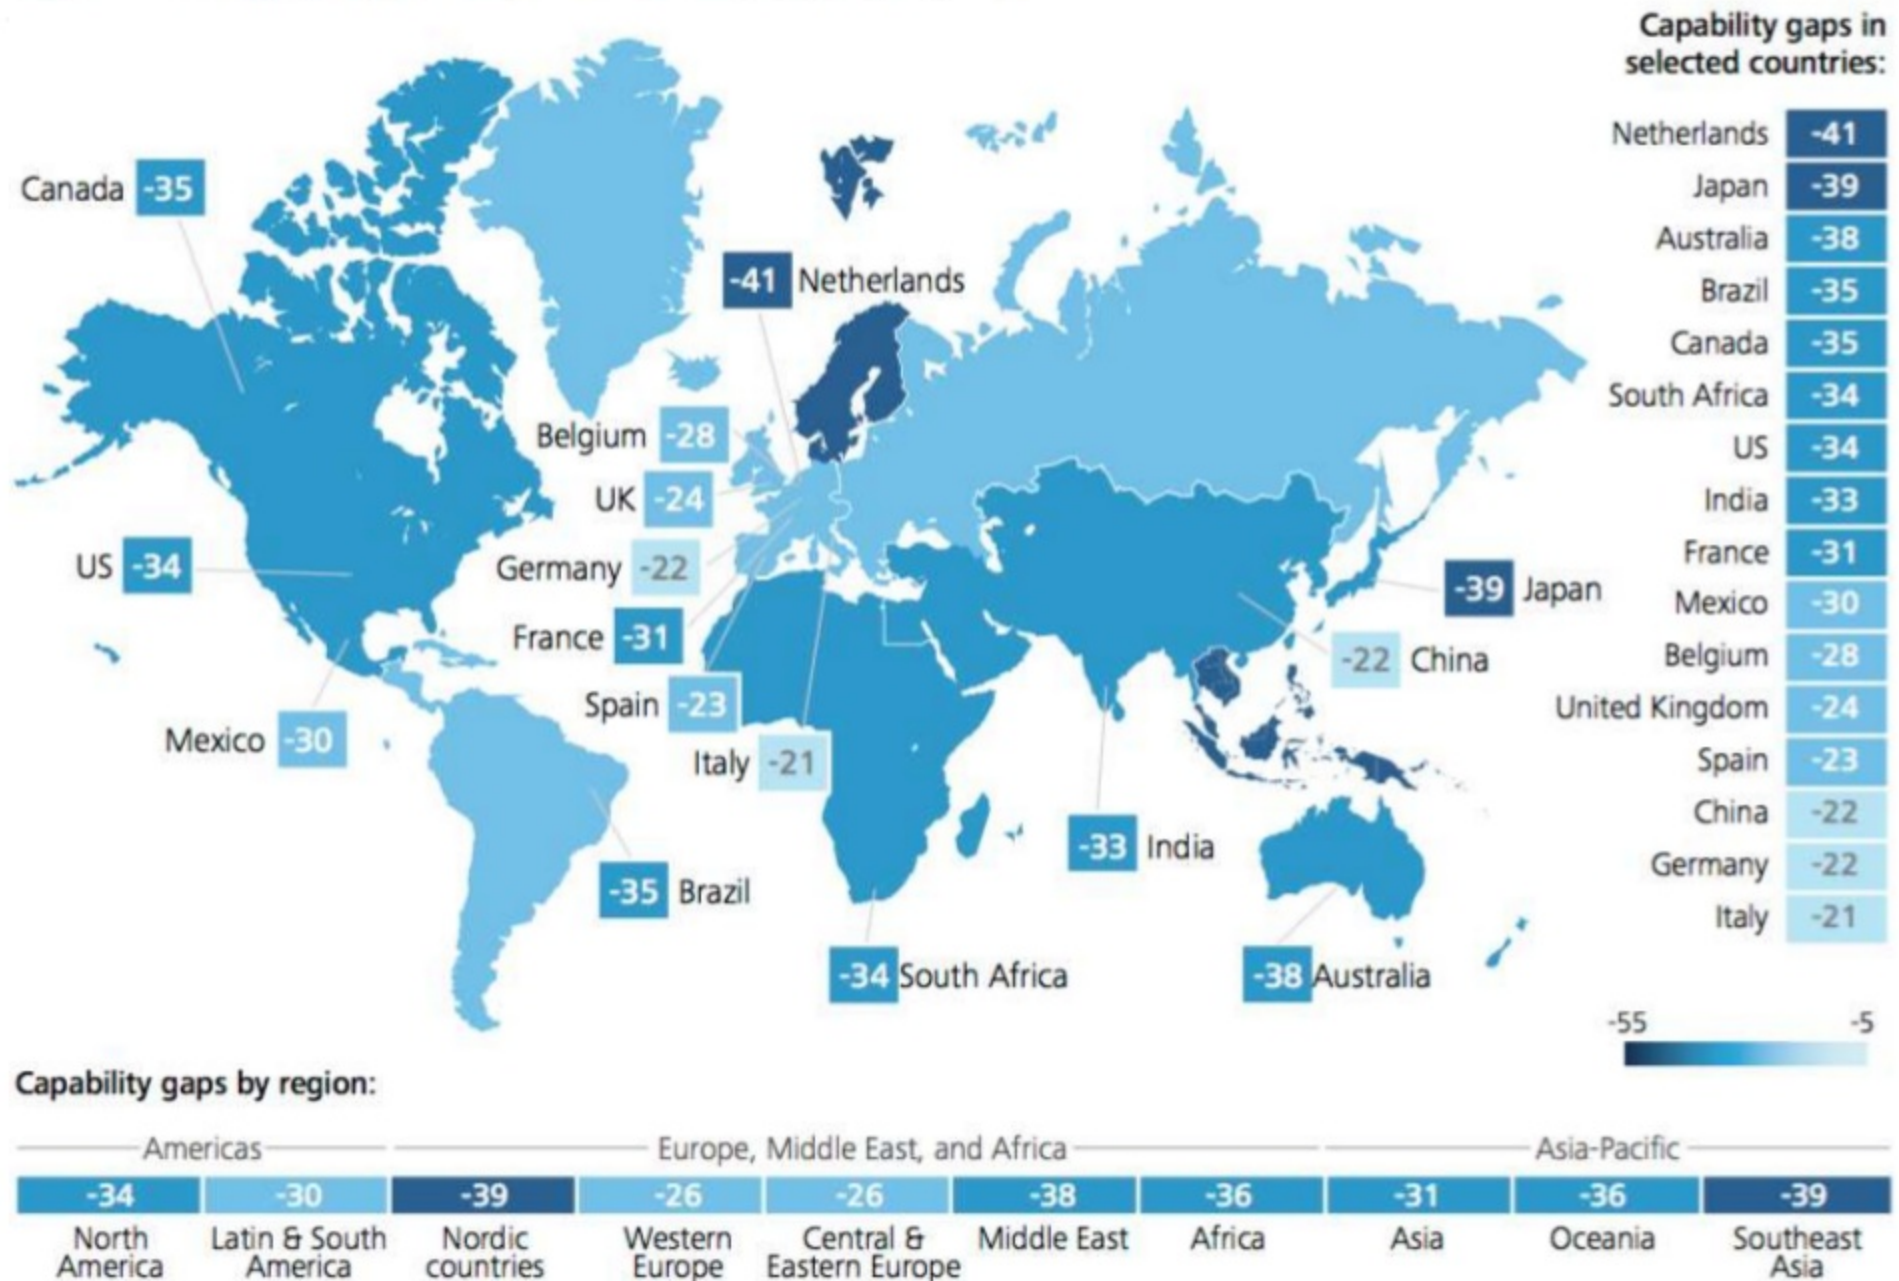 Capability gaps in
selected countries:
Netherlands -41
Japan -39
Australia -38
Brazil -35
Canada -35
South Africa -34
US -34
India -33
France -31
Mexico -30
Belgium -28
United Kingdom -24
Spain -23
China -22
Germany -22
Italy -21
-55 -5
Canada -35
-41 Netherlands
Belgium -28
UK -24
US -34
Germany -22
-39 Japan
France -31
-22 China
Spain -23
Mexico -30
Italy -21
-33 India
-35 Brazil
-34 South Africa
-38 Australia
Capability gaps by region:
Americas Europe, Middle East, and Africa Asia-Pacific
-34 -30 -39 -26 -26 -38 -36 -31 -36 -39
North Latin & South Nordic Western Central & Middle East Africa Asia Oceania Southeast
America America countries Europe Eastern Europe Asia